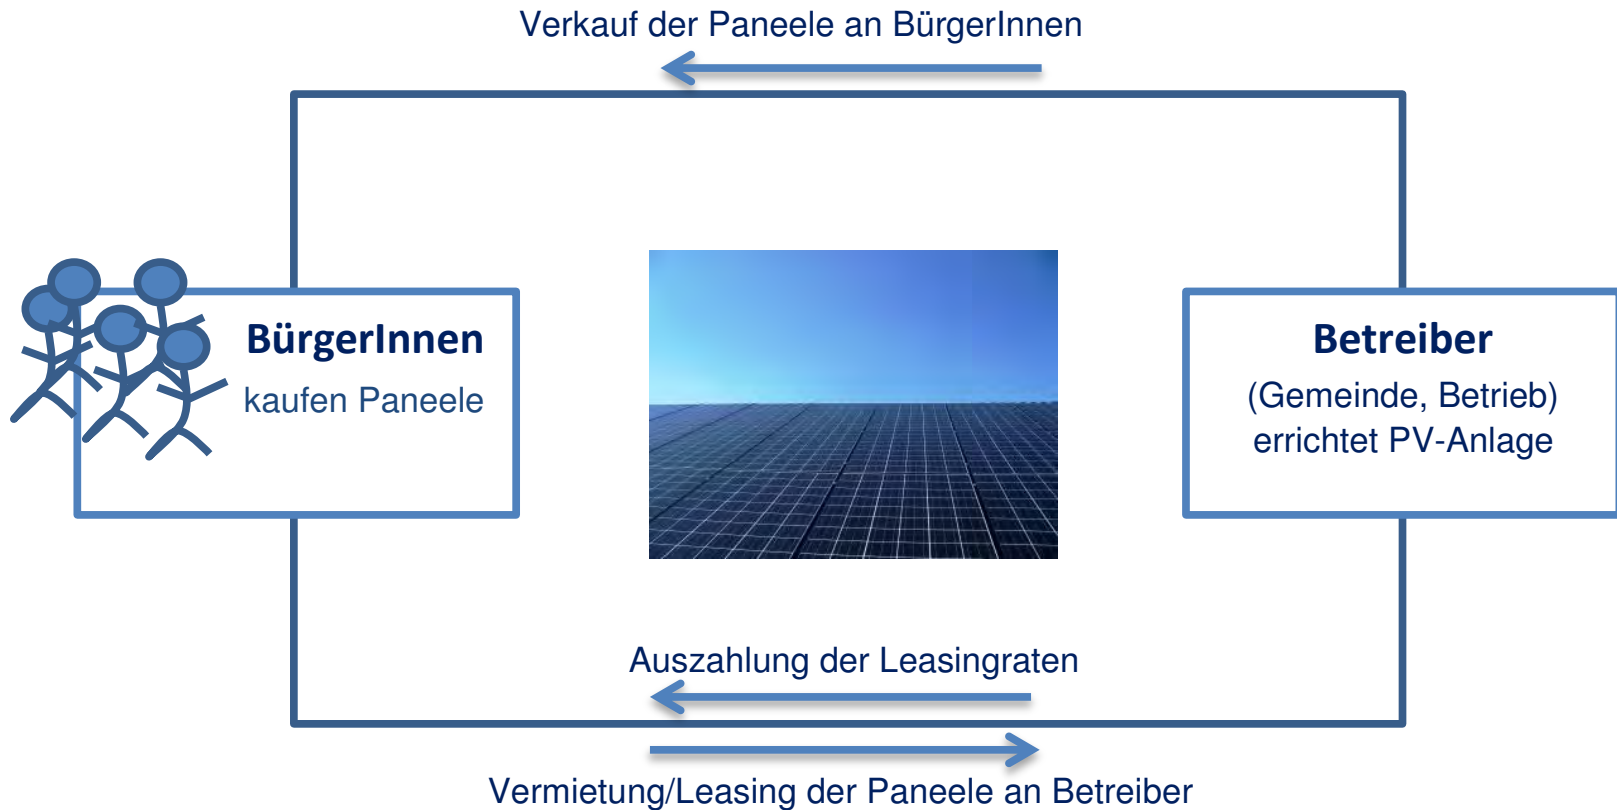 Verkauf der Paneele an BürgerInnen
BürgerInnen
kaufen Paneele
Betreiber
(Gemeinde, Betrieb)
errichtet PV-Anlage
Auszahlung der Leasingraten
Vermietung/Leasing der Paneele an Betreiber